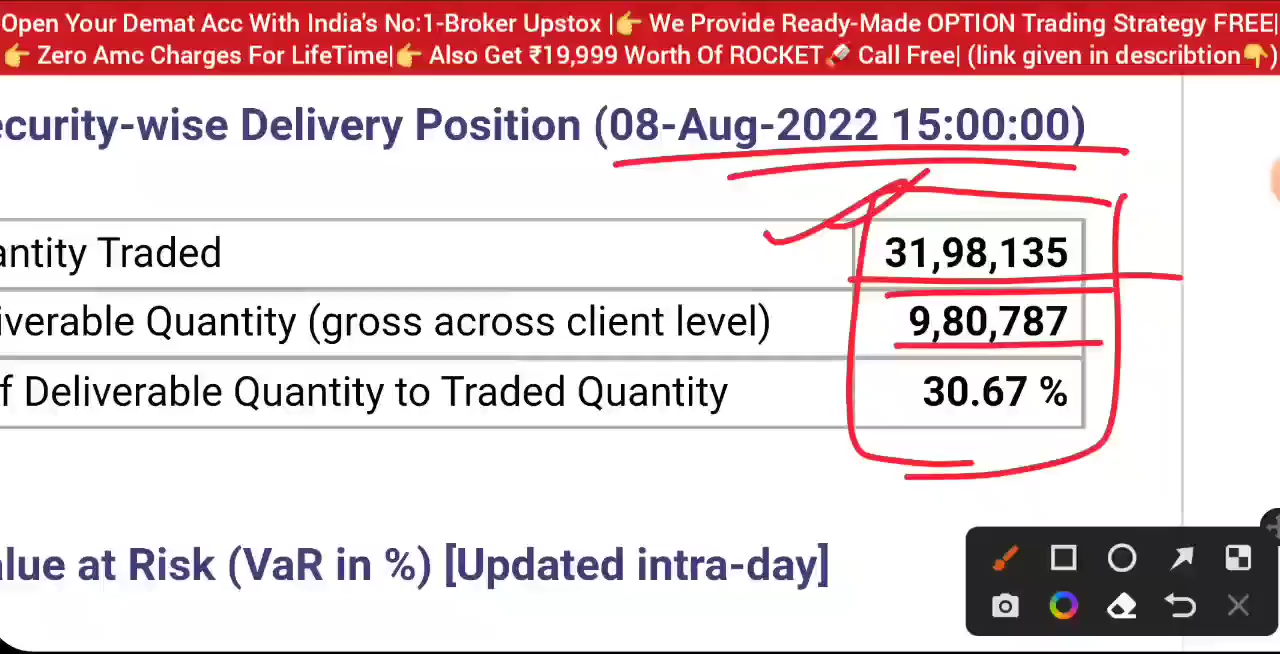 Open Your Demat Acc With India's No:1-Broker Upstox |👉 We Provide Ready-Made OPTION Trading Strategy FREE|
👉 Zero Amc Charges For LifeTime|👉 Also Get ₹19,999 Worth Of ROCKET🚀 Call Free| (link given in describtion👇)
ecurity-wise Delivery Position (08-Aug-2022 15:00:00)
antity Traded 31,98,135
iverable Quantity (gross across client level) 9,80,787
f Deliverable Quantity to Traded Quantity 30.67 %
alue at Risk (VaR in %) [Updated intra-day]